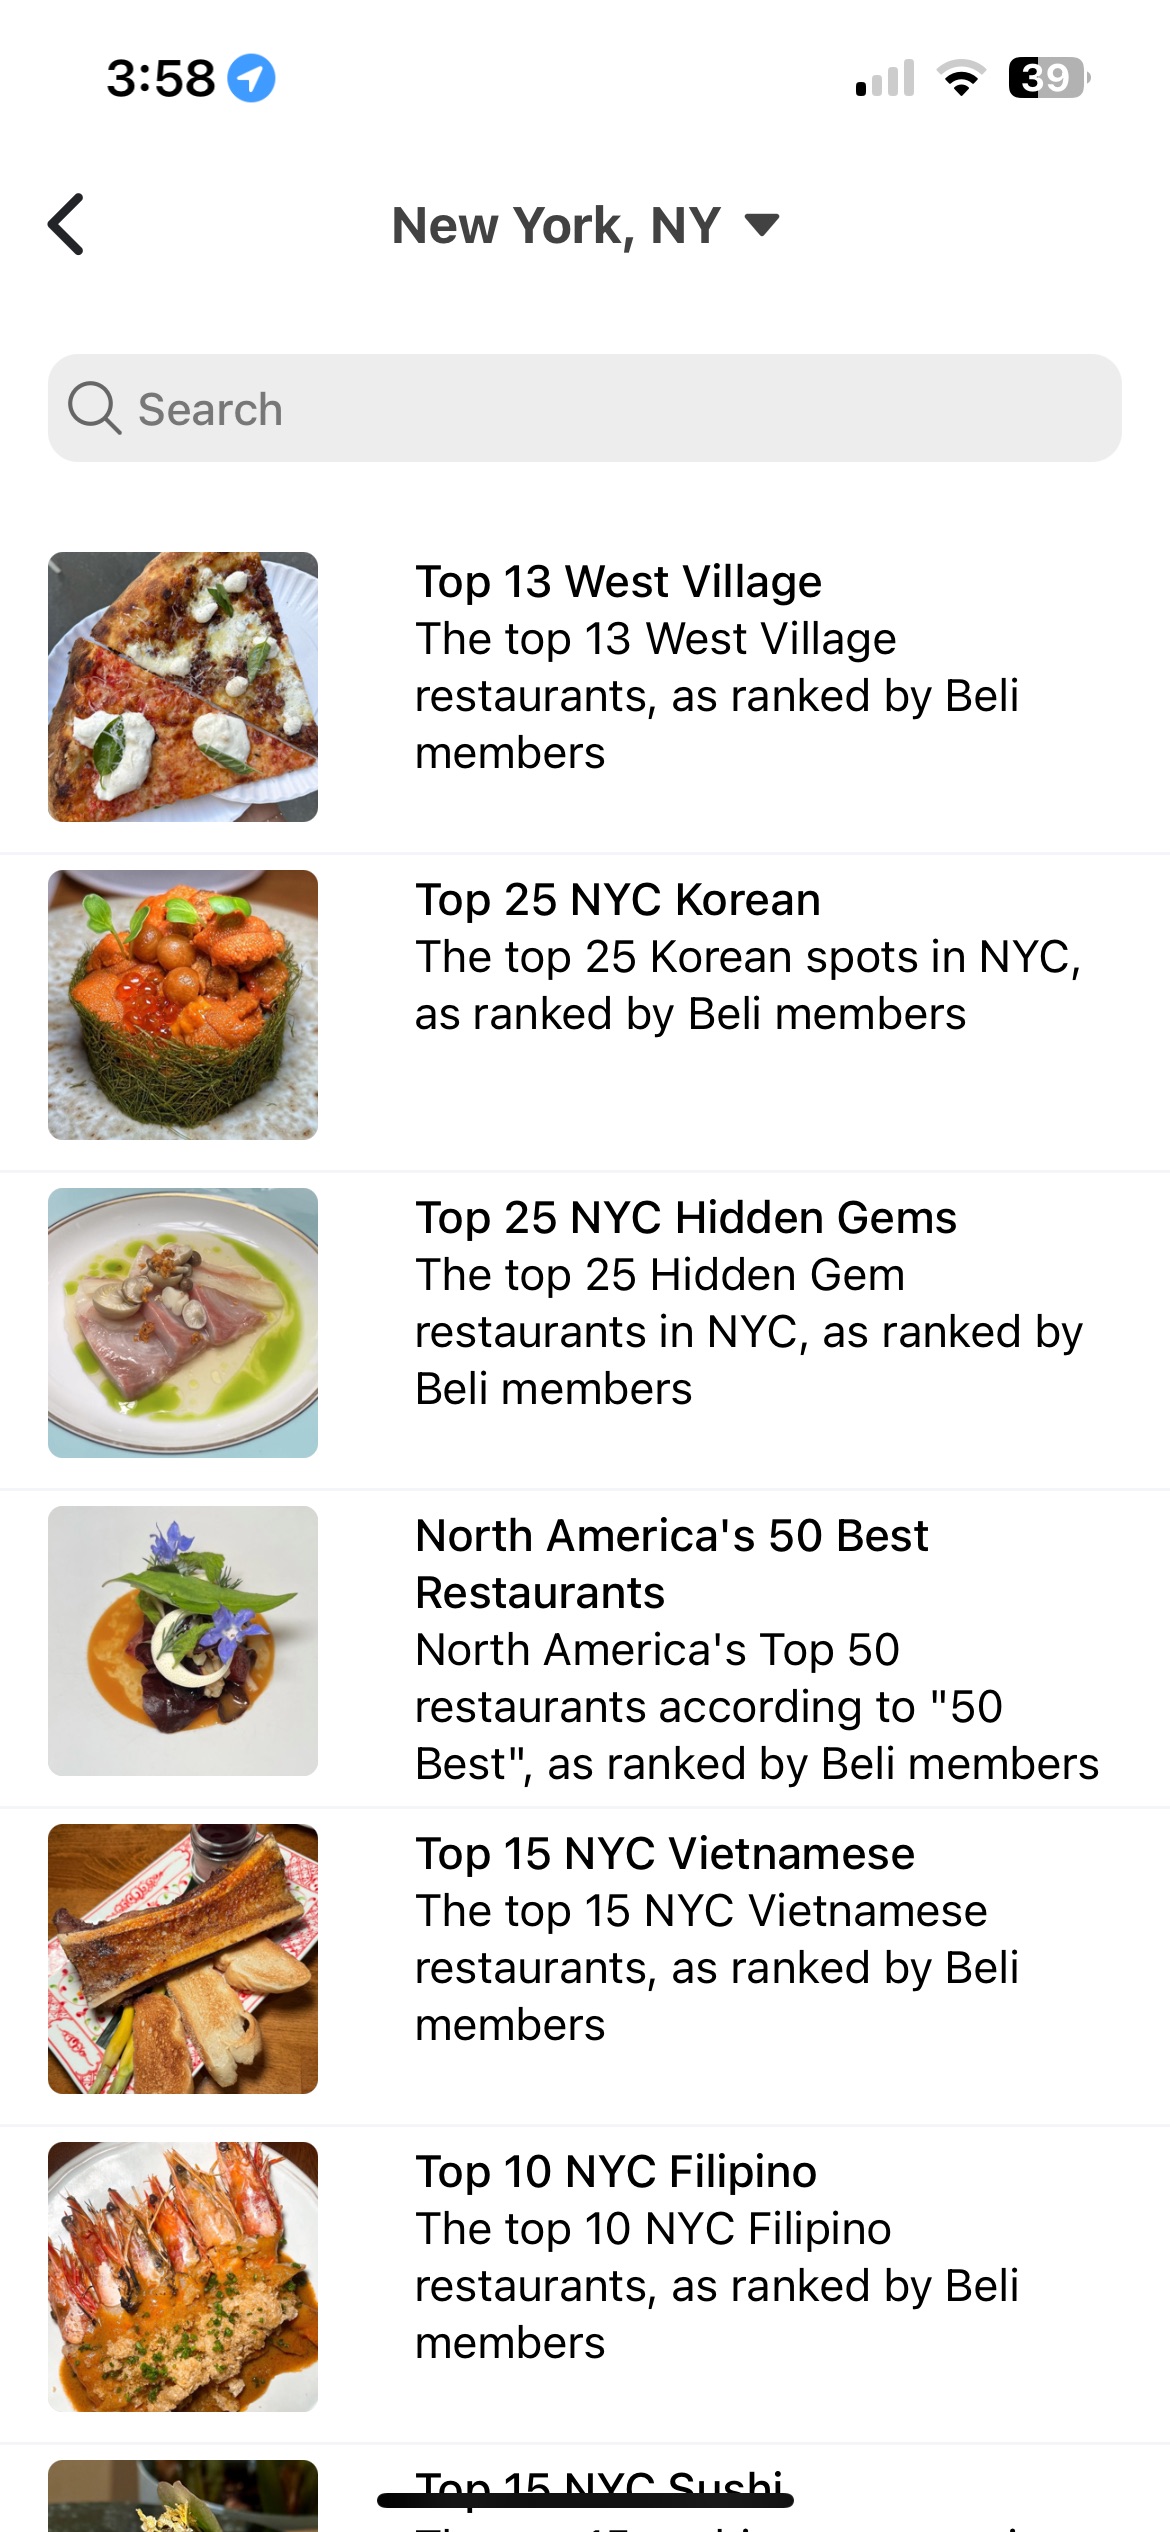 3:58
39
New York, NY
Search
Top 13 West Village
The top 13 West Village
restaurants, as ranked by Beli
members
Top 25 NYC Korean
The top 25 Korean spots in NYC,
as ranked by Beli members
Top 25 NYC Hidden Gems
The top 25 Hidden Gem
restaurants in NYC, as ranked by
Beli members
North America's 50 Best
Restaurants
North America's Top 50
restaurants according to "50
Best", as ranked by Beli members
Top 15 NYC Vietnamese
The top 15 NYC Vietnamese
restaurants, as ranked by Beli
members
Top 10 NYC Filipino
The top 10 NYC Filipino
restaurants, as ranked by Beli
members
Top 15 NYC Sushi